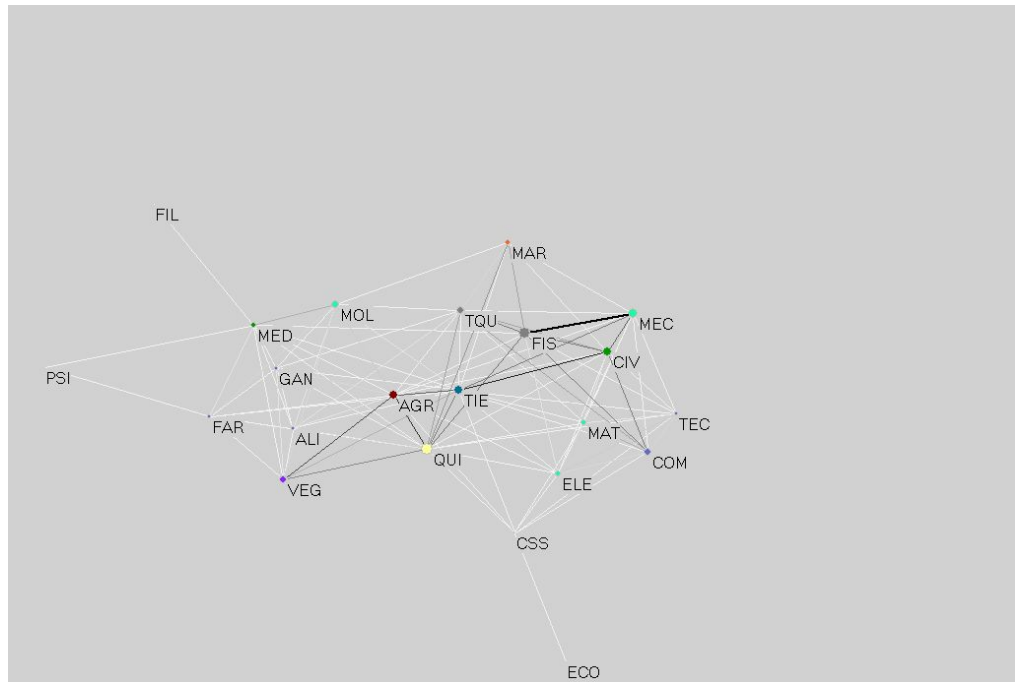 FIL
MAR
MOL
TQU
MEC
MED
FIS
CIV
PSI
GAN
AGR
TIE
FAR
ALI
MAT
TEC
QUI
COM
VEG
ELE
CSS
ECO